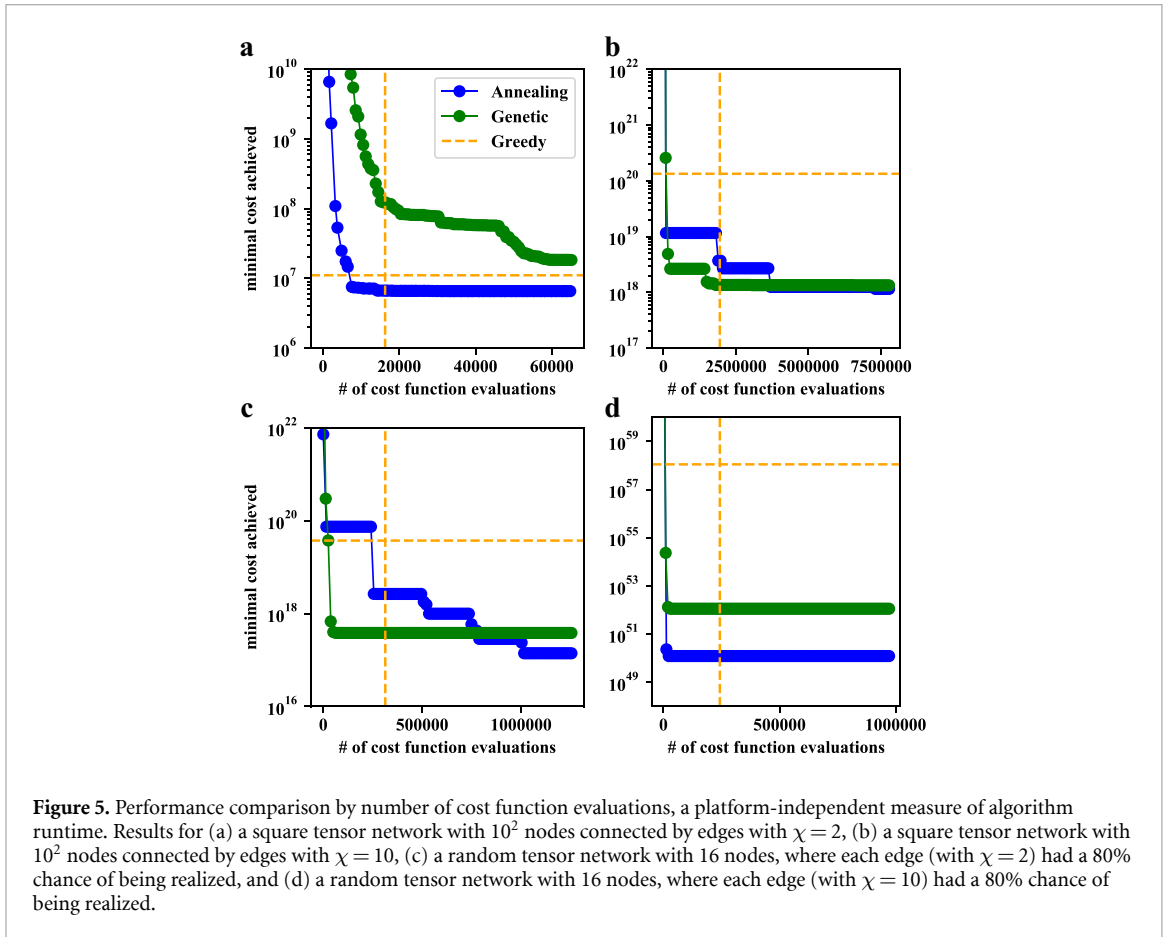 a
10^10
10^9
10^8
10^7
10^6
minimal cost achieved
Annealing
Genetic
Greedy
0 20000 40000 60000
# of cost function evaluations
b
10^22
10^21
10^20
10^19
10^18
10^17
0 2500000 5000000 7500000
# of cost function evaluations
c
10^22
10^20
10^18
10^16
minimal cost achieved
0 500000 1000000
# of cost function evaluations
d
10^59
10^57
10^55
10^53
10^51
10^49
0 500000 1000000
# of cost function evaluations
Figure 5. Performance comparison by number of cost function evaluations, a platform-independent measure of algorithm
runtime. Results for (a) a square tensor network with 10² nodes connected by edges with χ = 2, (b) a square tensor network with
10² nodes connected by edges with χ = 10, (c) a random tensor network with 16 nodes, where each edge (with χ = 2) had a 80%
chance of being realized, and (d) a random tensor network with 16 nodes, where each edge (with χ = 10) had a 80% chance of
being realized.